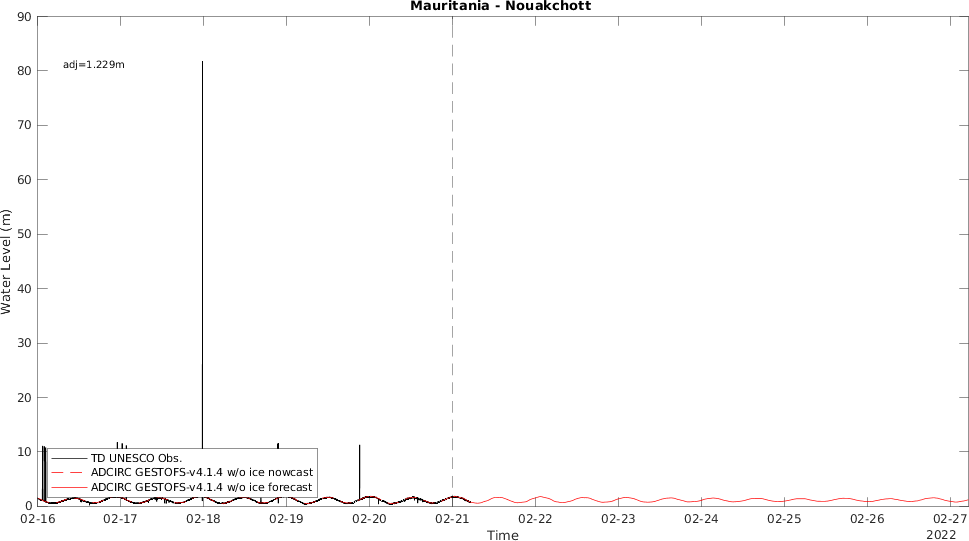 Mauritania - Nouakchott
90
80
70
60
50
40
30
20
10
0
Water Level (m)
adj=1.229m
TD UNESCO Obs.
ADCIRC GESTOFS-v4.1.4 w/o ice nowcast
ADCIRC GESTOFS-v4.1.4 w/o ice forecast
02-16 02-17 02-18 02-19 02-20 02-21 02-22 02-23 02-24 02-25 02-26 02-27
2022
Time